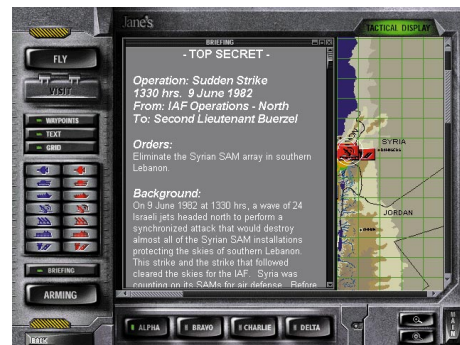 Jane's
TACTICAL DISPLAY
BRIEFING
- TOP SECRET -
Operation: Sudden Strike
1330 hrs. 9 June 1982
From: IAF Operations - North
To: Second Lieutenant Buerzel
Orders:
Eliminate the Syrian SAM array in southern
Lebanon.
Background:
On 9 June 1982 at 1330 hrs, a wave of 24
Israeli jets headed north to perform a
synchronized attack that would destroy
almost all of the Syrian SAM installations
protecting the skies of southern Lebanon.
This strike and the strike that followed
cleared the skies for the IAF. Syria was
counting on its SAMs for air defense. Before
FLY
VISIT
WAYPOINTS
TEXT
GRID
BRIEFING
ARMING
BACK
SYRIA
JORDAN
ALPHA
BRAVO
CHARLIE
DELTA
MAIN